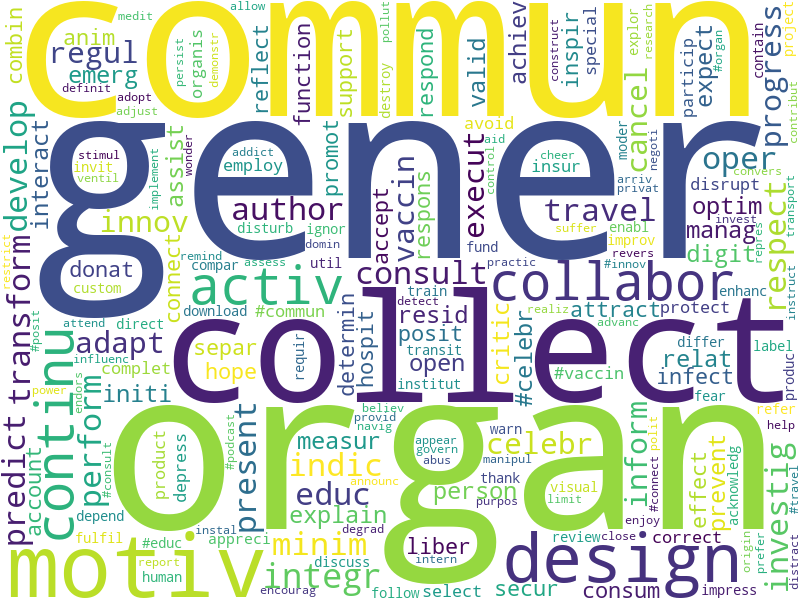 commun
gener
collect
organ
motiv
design
activ
continu
collabor
travel
author
consult
innov
adapt
transform
develop
regul
emerg
anim
combin
medit
persist
demonstr
definit
adopt
adjust
organis
reflect
allow
function
support
pollut
destroy
respond
valid
achiev
construct
inspir
special
explor
research
#organ
particip
expect
contain
progress
project
contribut
interact
stimul
invit
ventil
wonder
implement
assist
addict
employ
promot
disturb
ignor
domin
vaccin
accept
respons
execut
avoid
aid
control
fund
cheer
insur
arriv
privat
practic
moder
negoti
cancel
oper
convers
disrupt
optim
invest
manag
digit
repres
transport
respect
instruct
suffer
enabl
improv
revers
#innov
enhanc
donat
custom
connect
remind
compar
assess
util
download
#commun
direct
attend
#posit
restrict
influenc
complet
separ
hope
requir
determin
hospit
train
detect
resid
posit
transit
open
institut
critic
realiz
attract
advanc
protect
#celebr
#vaccin
relat
differ
infect
fear
label
produc
refer
help
initi
power
endors
predict
account
perform
#consult
#podcast
product
depress
present
measur
indic
educ
explain
announc
believ
provid
navig
appear
govern
abus
warn
manipul
celebr
person
thank
purpos
visual
limit
inform
polit
#connect
effect
prevent
acknowledg
origin
prefer
investig
#travel
distract
depend
fulfil
#educ
instal
appreci
degrad
minim
discuss
integr
liber
intern
report
human
encourag
follow
select
secur
review
close
enjoy
correct
consum
impress